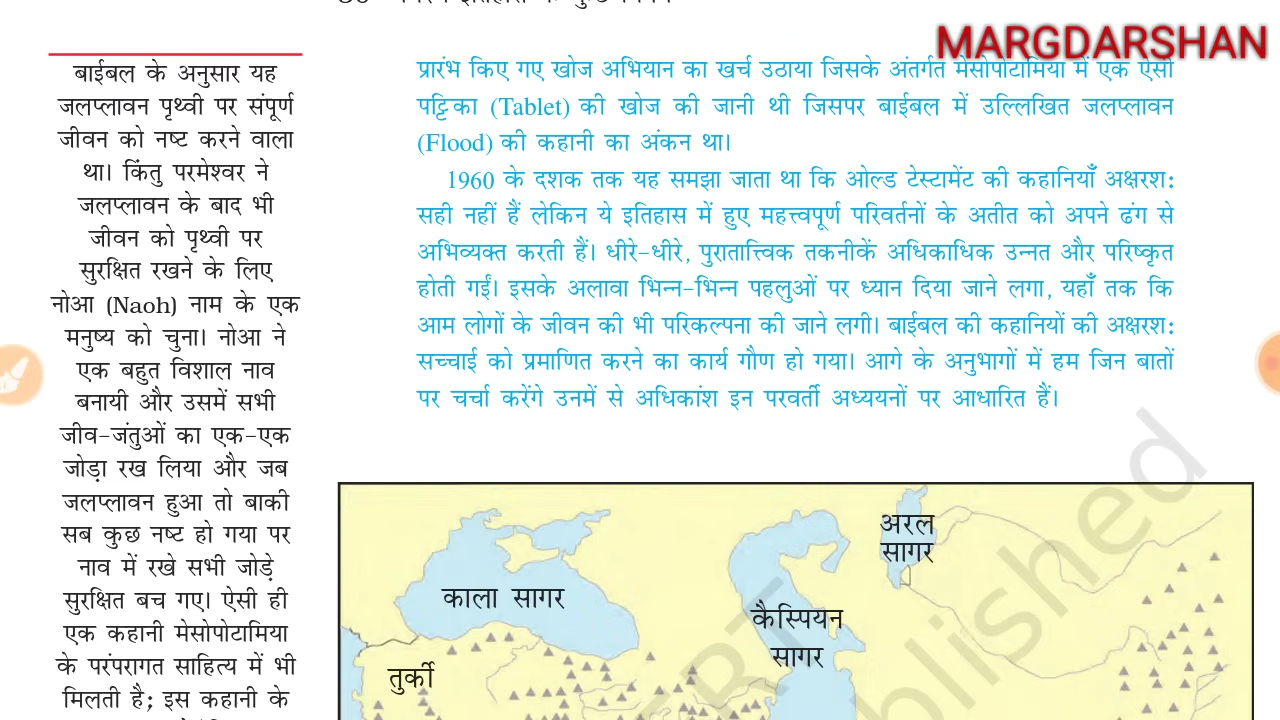 MARGDARSHAN
बाईबल के अनुसार यह
जलप्लावन पृथ्वी पर संपूर्ण
जीवन को नष्ट करने वाला
था। किंतु परमेश्वर ने
जलप्लावन के बाद भी
जीवन को पृथ्वी पर
सुरक्षित रखने के लिए
नोआ (Naoh) नाम के एक
मनुष्य को चुना। नोआ ने
एक बहुत विशाल नाव
बनायी और उसमें सभी
जीव-जंतुओं का एक-एक
जोड़ा रख लिया और जब
जलप्लावन हुआ तो बाकी
सब कुछ नष्ट हो गया पर
नाव में रखे सभी जोड़े
सुरक्षित बच गए। ऐसी ही
एक कहानी मेसोपोटामिया
के परंपरागत साहित्य में भी
मिलती है; इस कहानी के
प्रारंभ किए गए खोज अभियान का खर्च उठाया जिसके अंतर्गत मेसोपोटामिया में एक ऐसी
पट्टिका (Tablet) की खोज की जानी थी जिसपर बाईबल में उल्लिखित जलप्लावन
(Flood) की कहानी का अंकन था।
1960 के दशक तक यह समझा जाता था कि ओल्ड टेस्टामेंट की कहानियाँ अक्षरश:
सही नहीं हैं लेकिन ये इतिहास में हुए महत्त्वपूर्ण परिवर्तनों के अतीत को अपने ढंग से
अभिव्यक्त करती हैं। धीरे-धीरे, पुरातात्त्विक तकनीकें अधिकाधिक उन्नत और परिष्कृत
होती गईं। इसके अलावा भिन्न-भिन्न पहलुओं पर ध्यान दिया जाने लगा, यहाँ तक कि
आम लोगों के जीवन की भी परिकल्पना की जाने लगी। बाईबल की कहानियों की अक्षरश:
सच्चाई को प्रमाणित करने का कार्य गौण हो गया। आगे के अनुभागों में हम जिन बातों
पर चर्चा करेंगे उनमें से अधिकांश इन परवर्ती अध्ययनों पर आधारित हैं।
अरल
सागर
काला सागर
कैस्पियन
सागर
तुर्की